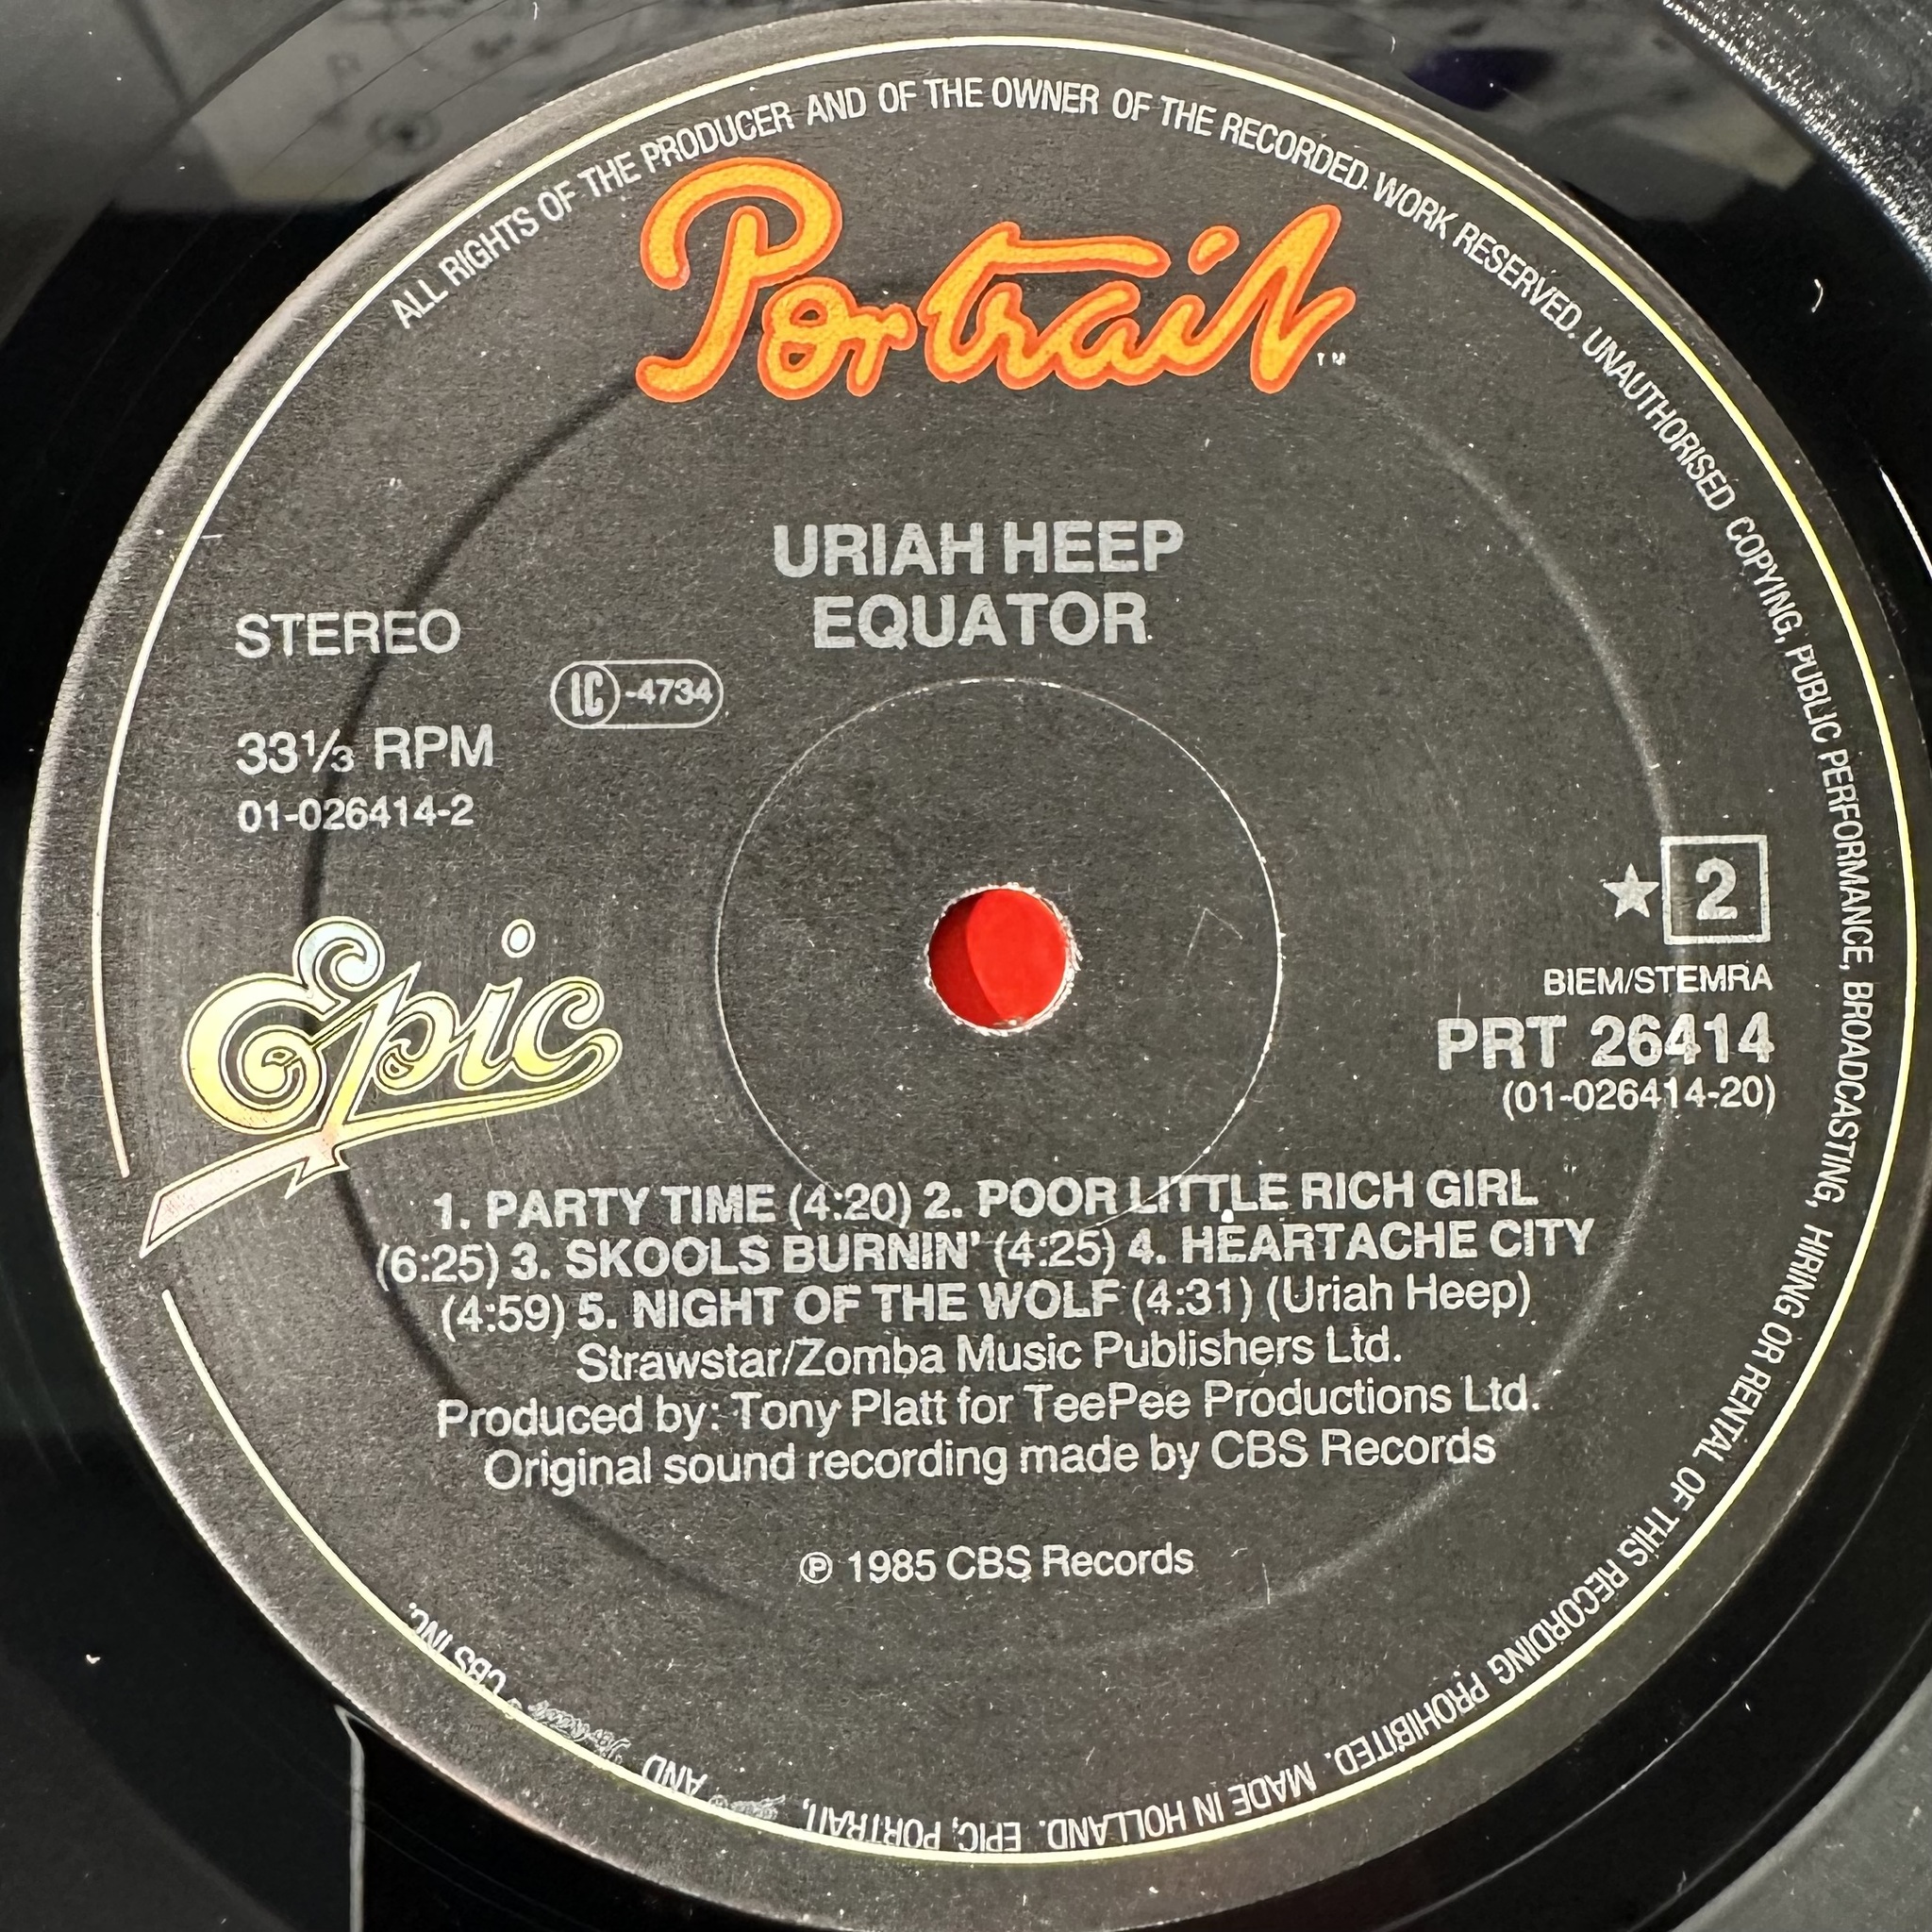 ALL RIGHTS OF THE PRODUCER AND OF THE OWNER OF THE RECORDED WORK RESERVED. UNAUTHORISED COPYING, PUBLIC PERFORMANCE, BROADCASTING, HIRING OR RENTAL OF THIS RECORDING PROHIBITED. MADE IN HOLLAND. EPIC, PORTRAIT, AND CBS INC.
Portrait™
URIAH HEEP
EQUATOR
STEREO
LC-4734
33⅓ RPM
01-026414-2
★ 2
BIEM/STEMRA
PRT 26414
(01-026414-20)
Epic
1. PARTY TIME (4:20) 2. POOR LITTLE RICH GIRL
(6:25) 3. SKOOLS BURNIN' (4:25) 4. HEARTACHE CITY
(4:59) 5. NIGHT OF THE WOLF (4:31) (Uriah Heep)
Strawstar/Zomba Music Publishers Ltd.
Produced by: Tony Platt for TeePee Productions Ltd.
Original sound recording made by CBS Records
℗ 1985 CBS Records